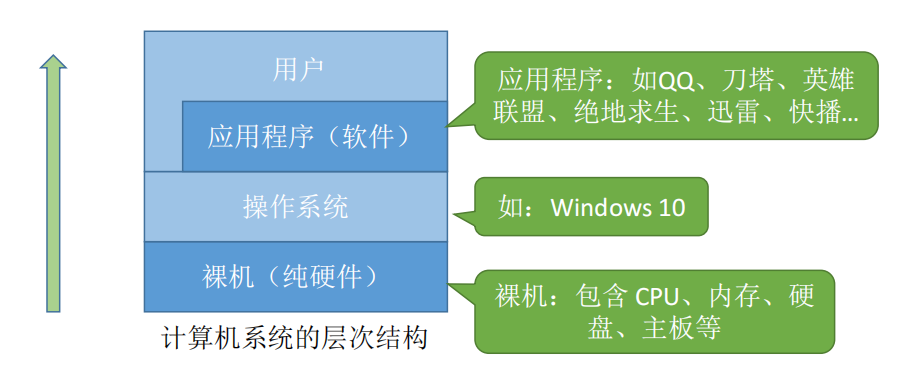 用户
应用程序（软件）
操作系统
裸机（纯硬件）
计算机系统的层次结构
应用程序：如QQ、刀塔、英雄
联盟、绝地求生、迅雷、快播…
如：Windows 10
裸机：包含 CPU、内存、硬
盘、主板等